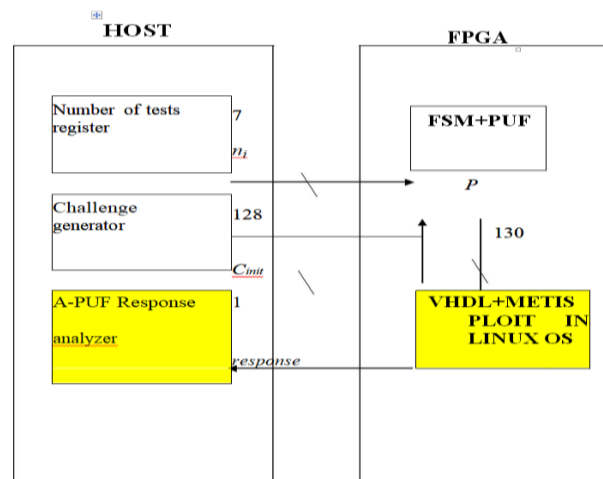 HOST
FPGA
Number of tests
register
7
ni
FSM+PUF
P
Challenge
generator
128
Cinit
130
A-PUF Response
analyzer
1
response
VHDL+METIS
PLOIT IN
LINUX OS